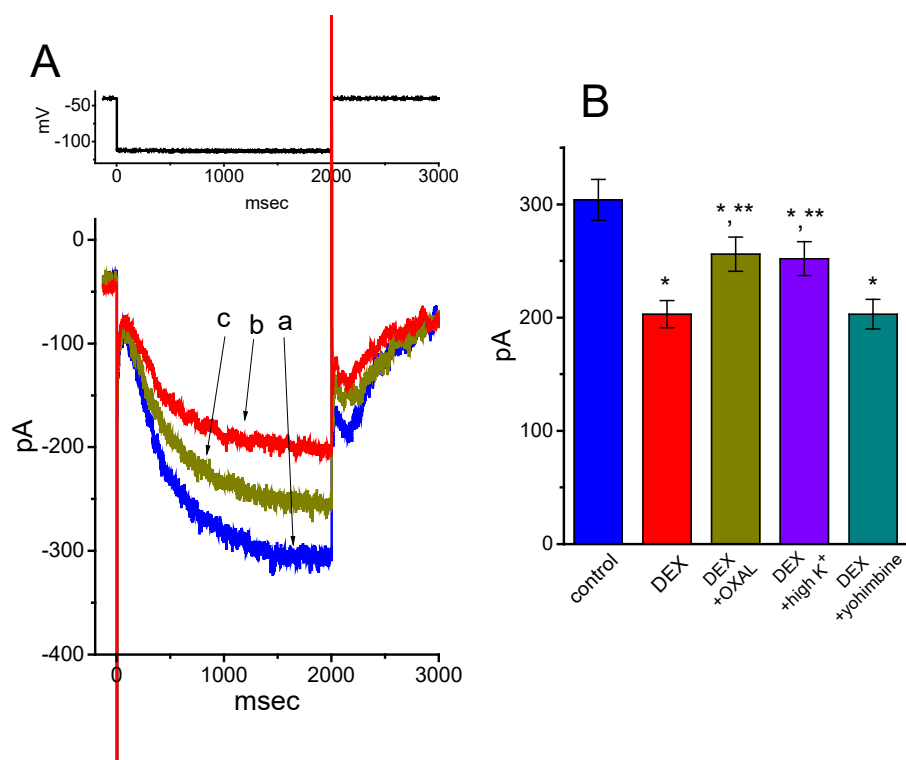 A
-50
-100
mV
0
1000
2000
3000
msec
0
-100
-200
-300
-400
pA
c
b
a
0
1000
2000
3000
msec
B
300
200
100
0
pA
*
*,**
*,**
*
control
DEX
DEX
+OXAL
DEX
+high K⁺
DEX
+yohimbine